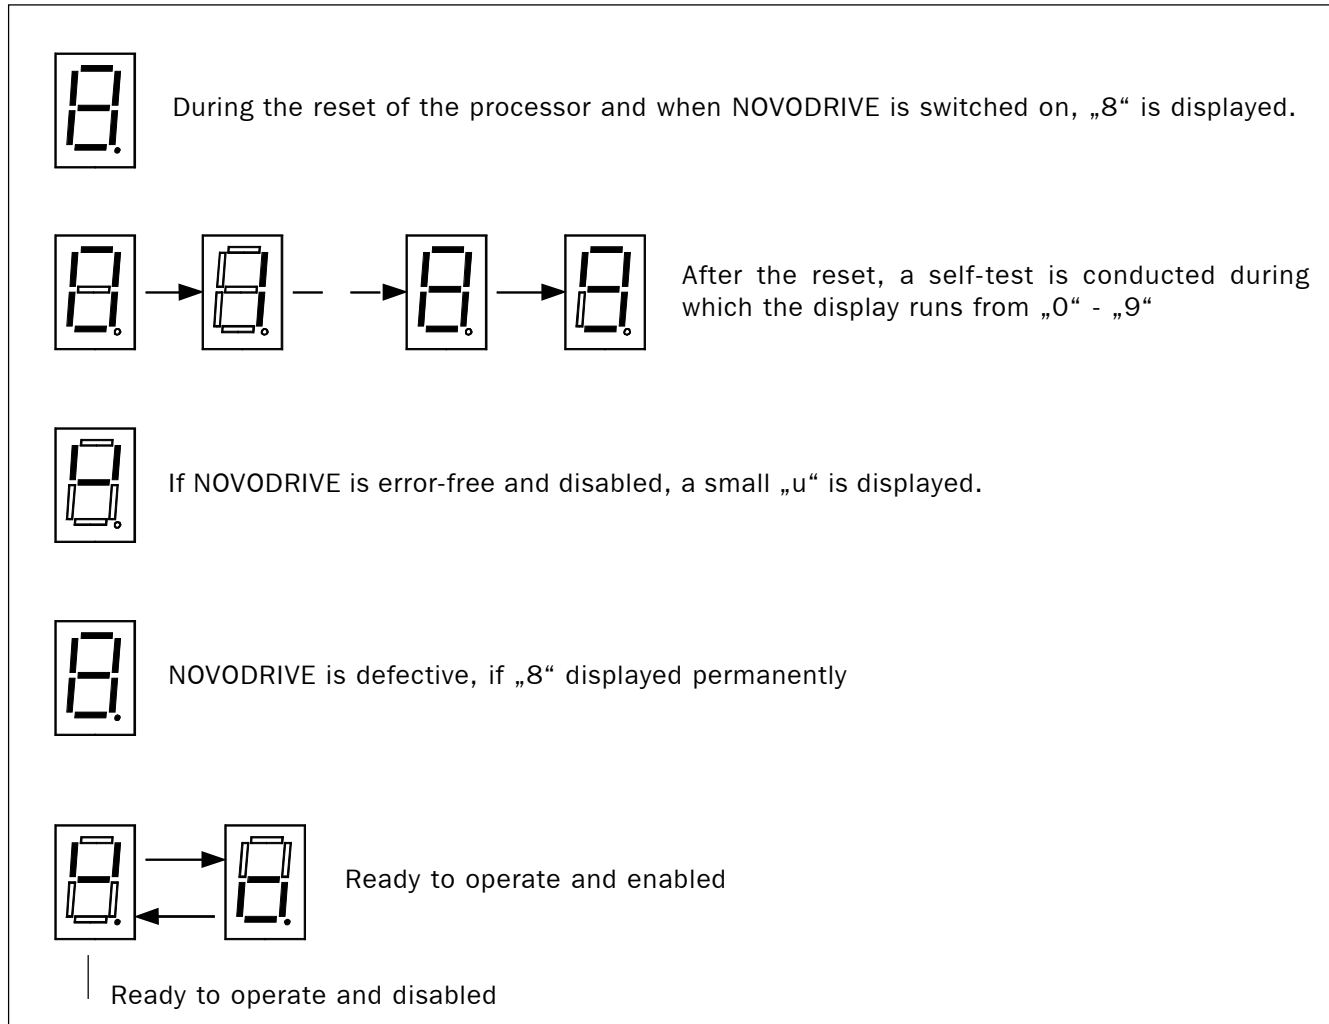 During the reset of the processor and when NOVODRIVE is switched on, „8“ is displayed.
After the reset, a self-test is conducted during
which the display runs from „0“ - „9“
If NOVODRIVE is error-free and disabled, a small „u“ is displayed.
NOVODRIVE is defective, if „8“ displayed permanently
Ready to operate and enabled
Ready to operate and disabled